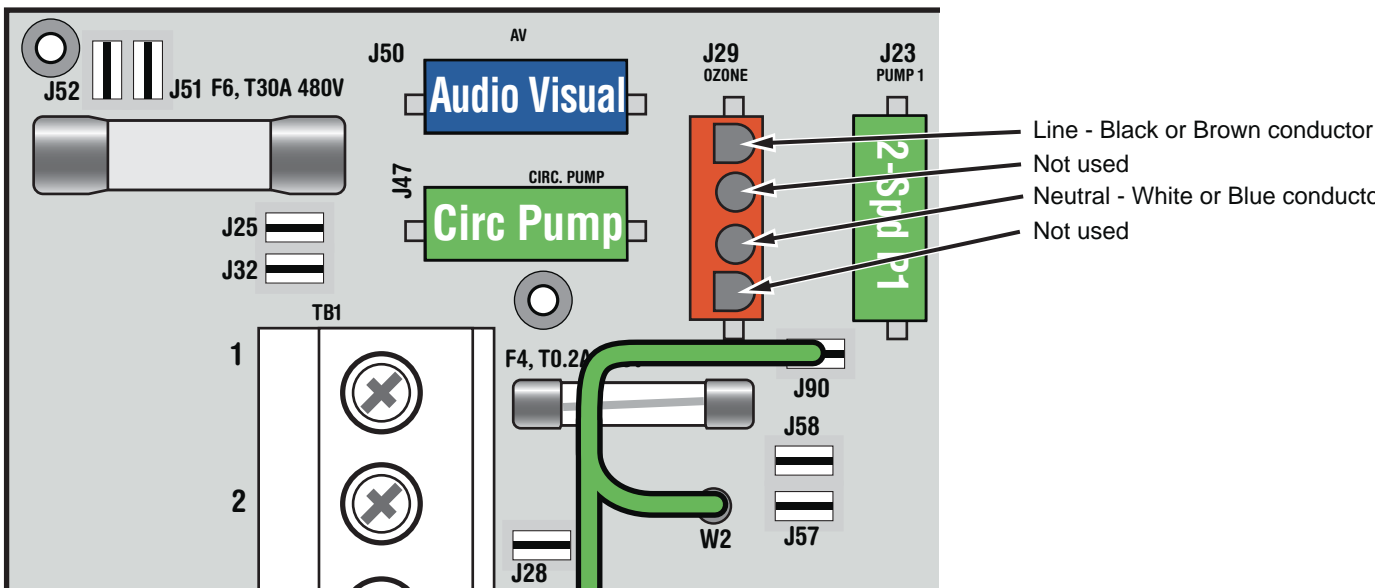 AV
J50
J29
J23
OZONE
PUMP 1
J52
J51 F6, T30A 480V
Audio Visual
Line - Black or Brown conductor
Not used
Neutral - White or Blue conducto
Not used
J47
CIRC. PUMP
Circ Pump
2-Spd P1
J25
J32
TB1
1
F4, T0.2A
J90
J58
2
W2
J57
J28